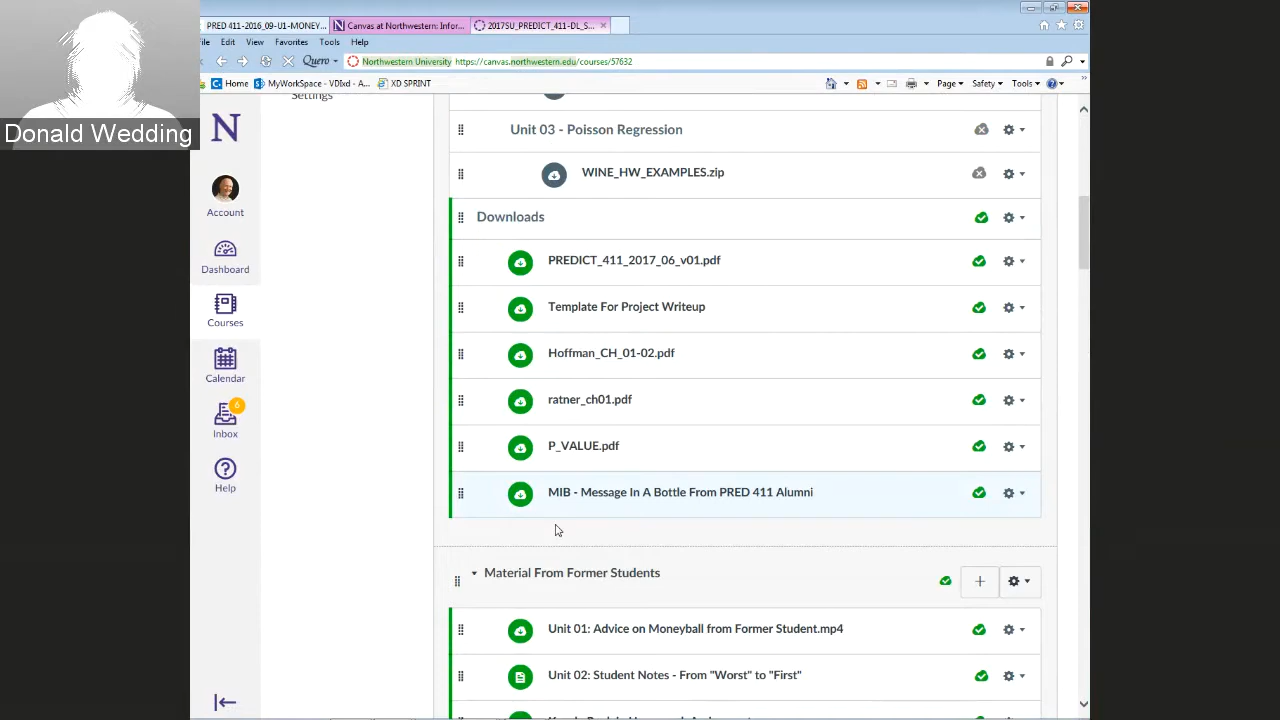 PRED 411-2016_09-U1-MONEY...
Canvas at Northwestern: Infor...
2017SU_PREDICT_411-DL_S...
File Edit View Favorites Tools Help
Quero
Northwestern University https://canvas.northwestern.edu/courses/57632
Home MyWorkSpace - VDIxd - A... XD SPRINT
Page Safety Tools
Donald Wedding
Settings
N
Account
Dashboard
Courses
Calendar
6
Inbox
Help
Unit 03 - Poisson Regression
WINE_HW_EXAMPLES.zip
Downloads
PREDICT_411_2017_06_v01.pdf
Template For Project Writeup
Hoffman_CH_01-02.pdf
ratner_ch01.pdf
P_VALUE.pdf
MIB - Message In A Bottle From PRED 411 Alumni
Material From Former Students
Unit 01: Advice on Moneyball from Former Student.mp4
Unit 02: Student Notes - From "Worst" to "First"